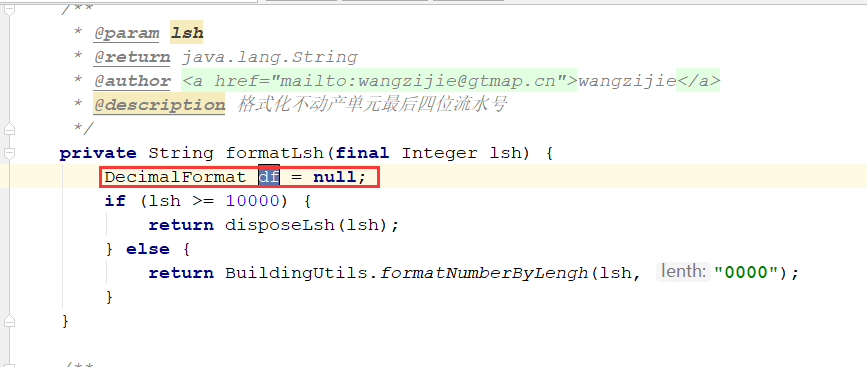 /**
* @param lsh
* @return java.lang.String
* @author <a href="mailto:wangzijie@gtmap.cn">wangzijie</a>
* @description 格式化不动产单元最后四位流水号
*/
private String formatLsh(final Integer lsh) {
DecimalFormat df = null;
if (lsh >= 10000) {
return disposeLsh(lsh);
} else {
return BuildingUtils.formatNumberByLengh(lsh, lenth: "0000");
}
}
/**